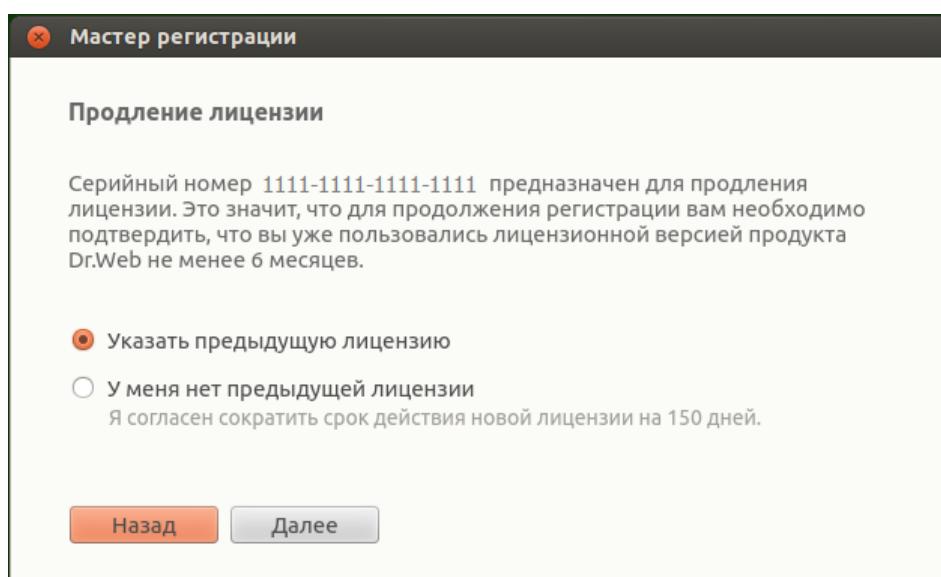 Мастер регистрации
Продление лицензии
Серийный номер 1111-1111-1111-1111 предназначен для продления
лицензии. Это значит, что для продолжения регистрации вам необходимо
подтвердить, что вы уже пользовались лицензионной версией продукта
Dr.Web не менее 6 месяцев.
Указать предыдущую лицензию
У меня нет предыдущей лицензии
Я согласен сократить срок действия новой лицензии на 150 дней.
Назад Далее